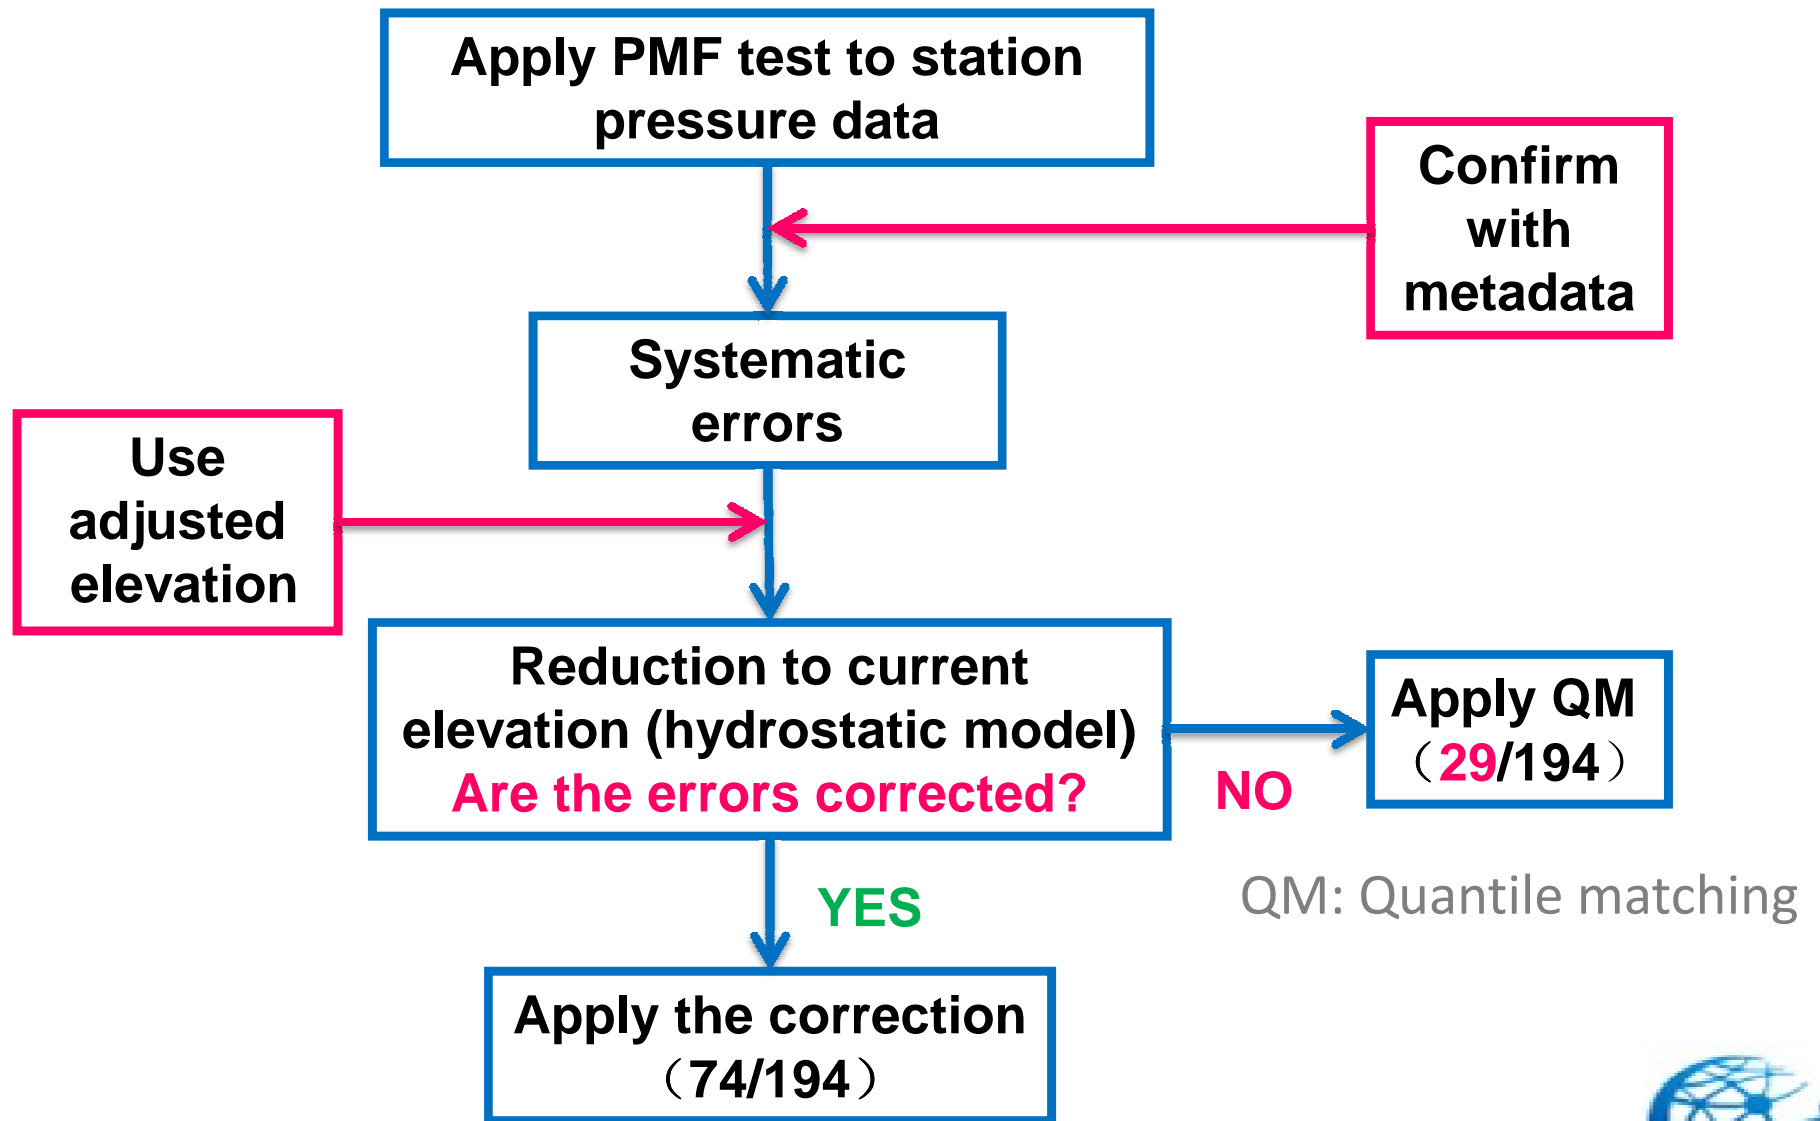 Apply PMF test to station
pressure data
Confirm
with
metadata
Systematic
errors
Use
adjusted
elevation
Reduction to current
elevation (hydrostatic model)
Are the errors corrected?
NO
Apply QM
（29/194）
QM: Quantile matching
YES
Apply the correction
（74/194）